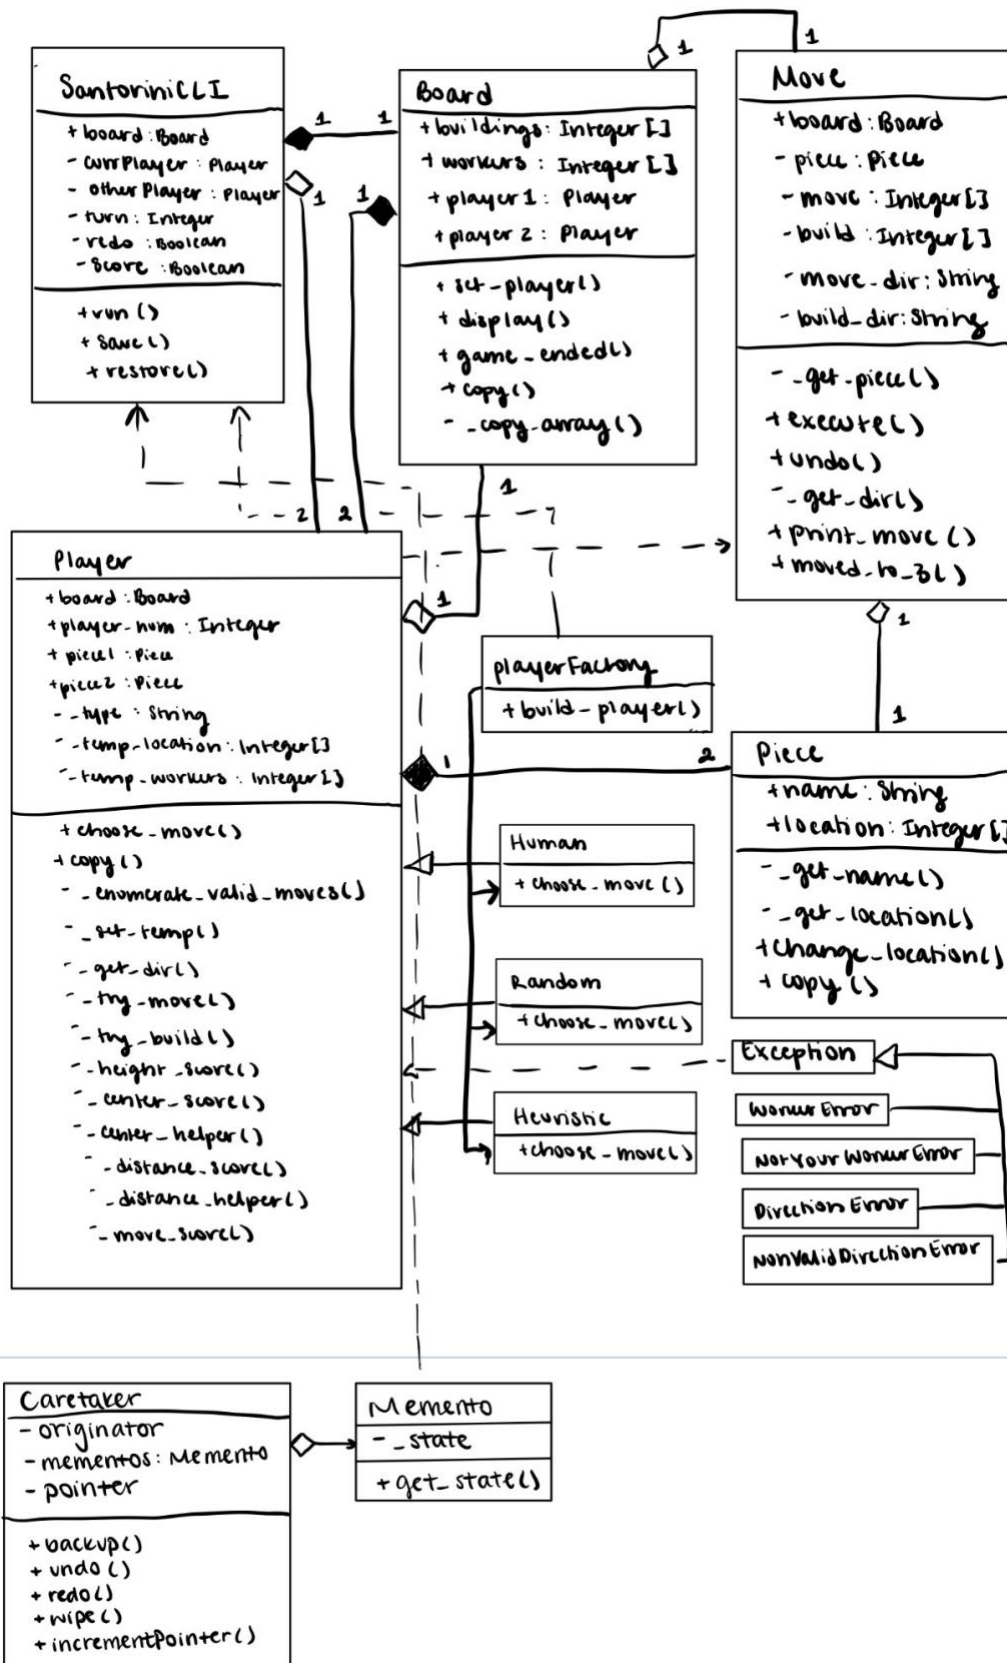 SantoriniCLI
+ board : Board
- currPlayer : Player
- other Player : Player
- turn : Integer
- redo : Boolean
- score : Boolean
+ run ()
+ save ()
+ restore()
1
1
1
1
Board
+ buildings : Integer []
+ workers : Integer []
+ player 1 : Player
+ player 2 : Player
+ set_player()
+ display()
+ game_ended()
+ copy()
- _copy_array()
1
1
Move
+ board : Board
- piece : Piece
- move : Integer []
- build : Integer []
- move_dir : String
- build_dir : String
- _get_piece()
+ execute()
+ undo()
- _get_dir()
+ print_move ()
+ moved_to_3()
2
2
1
1
1
Player
+ board : Board
+ player_num : Integer
+ piece1 : Piece
+ piece2 : Piece
- _type : String
- _temp_location : Integer[]
- _temp_workers : Integer []
+ choose_move()
+ copy()
- _enumerate_valid_moves()
- _set_temp()
- _get_dir()
- _try_move()
- _try_build()
- _height_score()
- _center_score()
- _center_helper()
- _distance_score()
- _distance_helper()
- _move_score()
playerFactory
+ build_player()
1
2
1
Piece
+ name : String
+ location : Integer []
- _get_name()
- _get_location()
+ change_location()
+ copy ()
Human
+ choose_move ()
Random
+ choose_move()
Heuristic
+ choose_move()
Exception
Worker Error
Not Your Worker Error
Direction Error
NonValid Direction Error
Caretaker
- originator
- mementos : Memento
- pointer
+ backup()
+ undo ()
+ redo()
+ wipe ()
+ incrementPointer()
Memento
- _state
+ get_state()